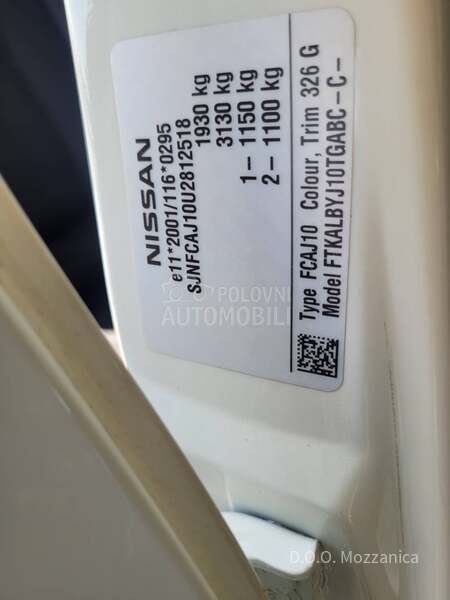 NISSAN
e11*2001/116*0295
SJNFCAJ10U2812518
1930 kg
3130 kg
1 – 1150 kg
2 – 1100 kg
Type FCAJ10 Colour, Trim 326 G
Model FTKALBYJ10TGABC – C –
POLOVNI
AUTOMOBILI
D.O.O. Mozzanica